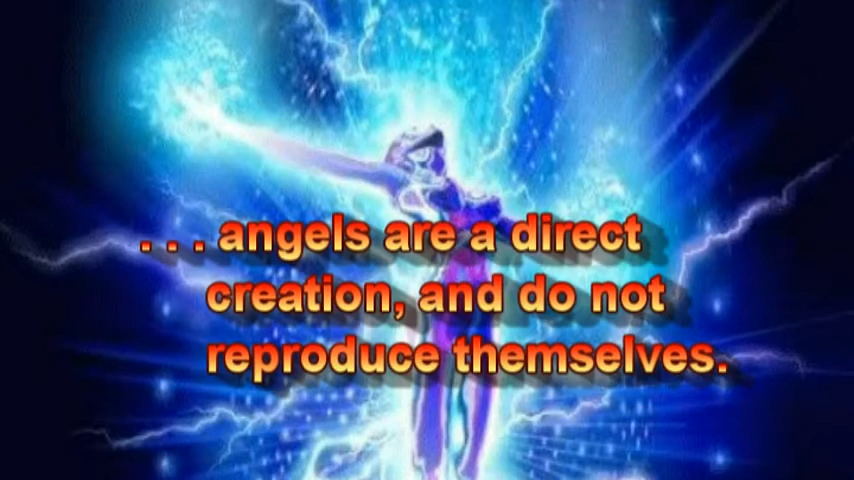 . . . angels are a direct
creation, and do not
reproduce themselves.